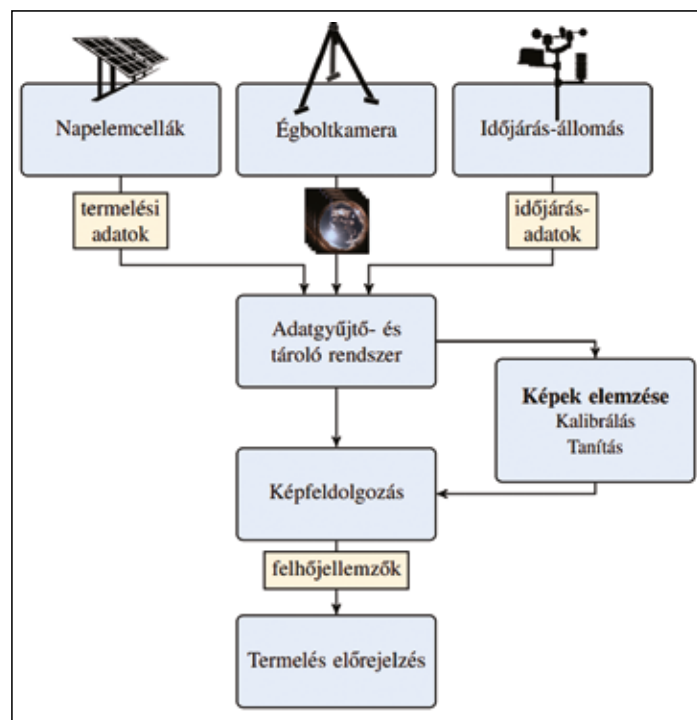 Napelemcellák
Égboltkamera
Időjárás-állomás
termelési
adatok
időjárás-
adatok
Adatgyűjtő- és
tároló rendszer
Képek elemzése
Kalibrálás
Tanítás
Képfeldolgozás
felhőjellemzők
Termelés előrejelzés